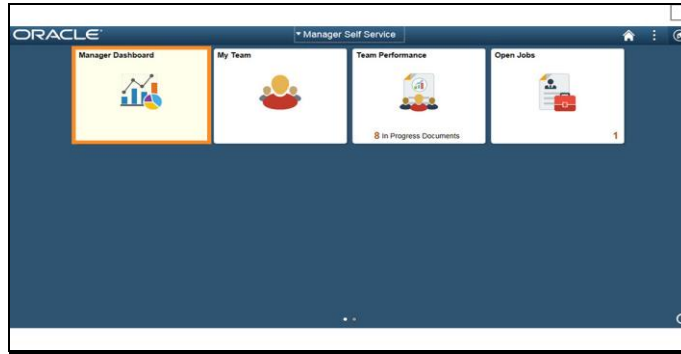 ORACLE
Manager Self Service
Manager Dashboard
My Team
Team Performance
Open Jobs
8 In Progress Documents
1